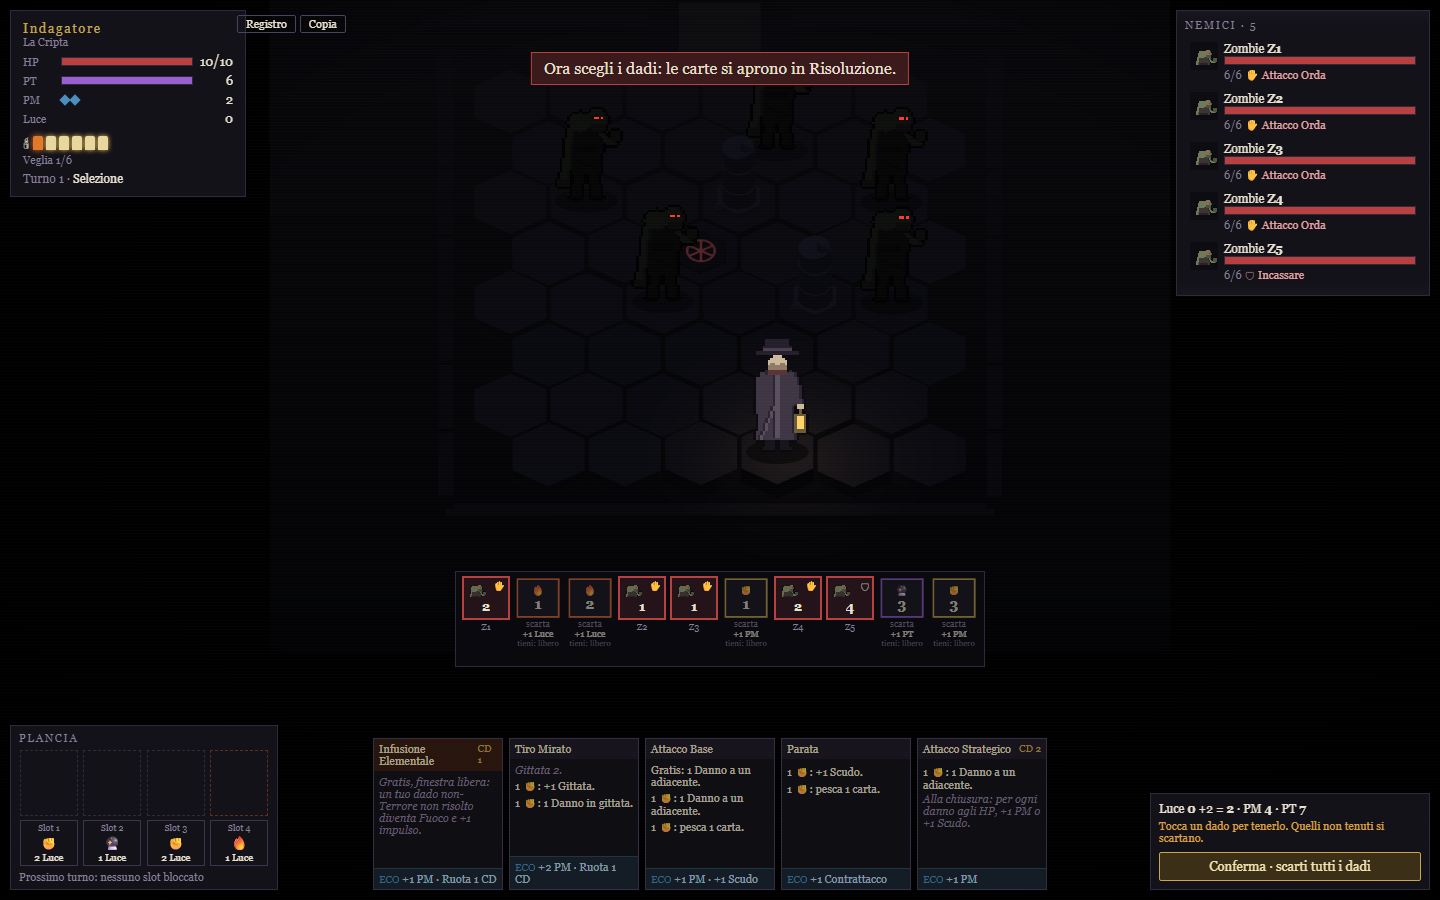 Indagatore
La Cripta
HP 10/10
PT 6
PM 2
Luce 0
Veglia 1/6
Turno 1 · Selezione
Registro
Copia
Ora scegli i dadi: le carte si aprono in Risoluzione.
NEMICI · 5
Zombie Z1
6/6 Attacco Orda
Zombie Z2
6/6 Attacco Orda
Zombie Z3
6/6 Attacco Orda
Zombie Z4
6/6 Attacco Orda
Zombie Z5
6/6 Incassare
2
Z1
1
scarta
+1 Luce
tieni: libero
2
scarta
+1 Luce
tieni: libero
1
Z2
1
Z3
1
scarta
+1 PM
tieni: libero
2
Z4
4
Z5
3
scarta
+1 PT
tieni: libero
3
scarta
+1 PM
tieni: libero
PLANCIA
Slot 1
2 Luce
Slot 2
1 Luce
Slot 3
2 Luce
Slot 4
1 Luce
Prossimo turno: nessuno slot bloccato
Infusione
Elementale
CD
1
Gratis, finestra libera:
un tuo dado non-
Terrore non risolto
diventa Fuoco e +1
impulso.
ECO +1 PM · Ruota 1 CD
Tiro Mirato
Gittata 2.
1 : +1 Gittata.
1 : 1 Danno in gittata.
ECO +2 PM · Ruota 1
CD
Attacco Base
Gratis: 1 Danno a un
adiacente.
1 : 1 Danno a un
adiacente.
1 : pesca 1 carta.
ECO +1 PM · +1 Scudo
Parata
1 : +1 Scudo.
1 : pesca 1 carta.
ECO +1 Contrattacco
Attacco Strategico CD 2
1 : 1 Danno a un
adiacente.
Alla chiusura: per ogni
danno agli HP, +1 PM o
+1 Scudo.
ECO +1 PM
Luce 0 +2 = 2 · PM 4 · PT 7
Tocca un dado per tenerlo. Quelli non tenuti si
scartano.
Conferma · scarti tutti i dadi